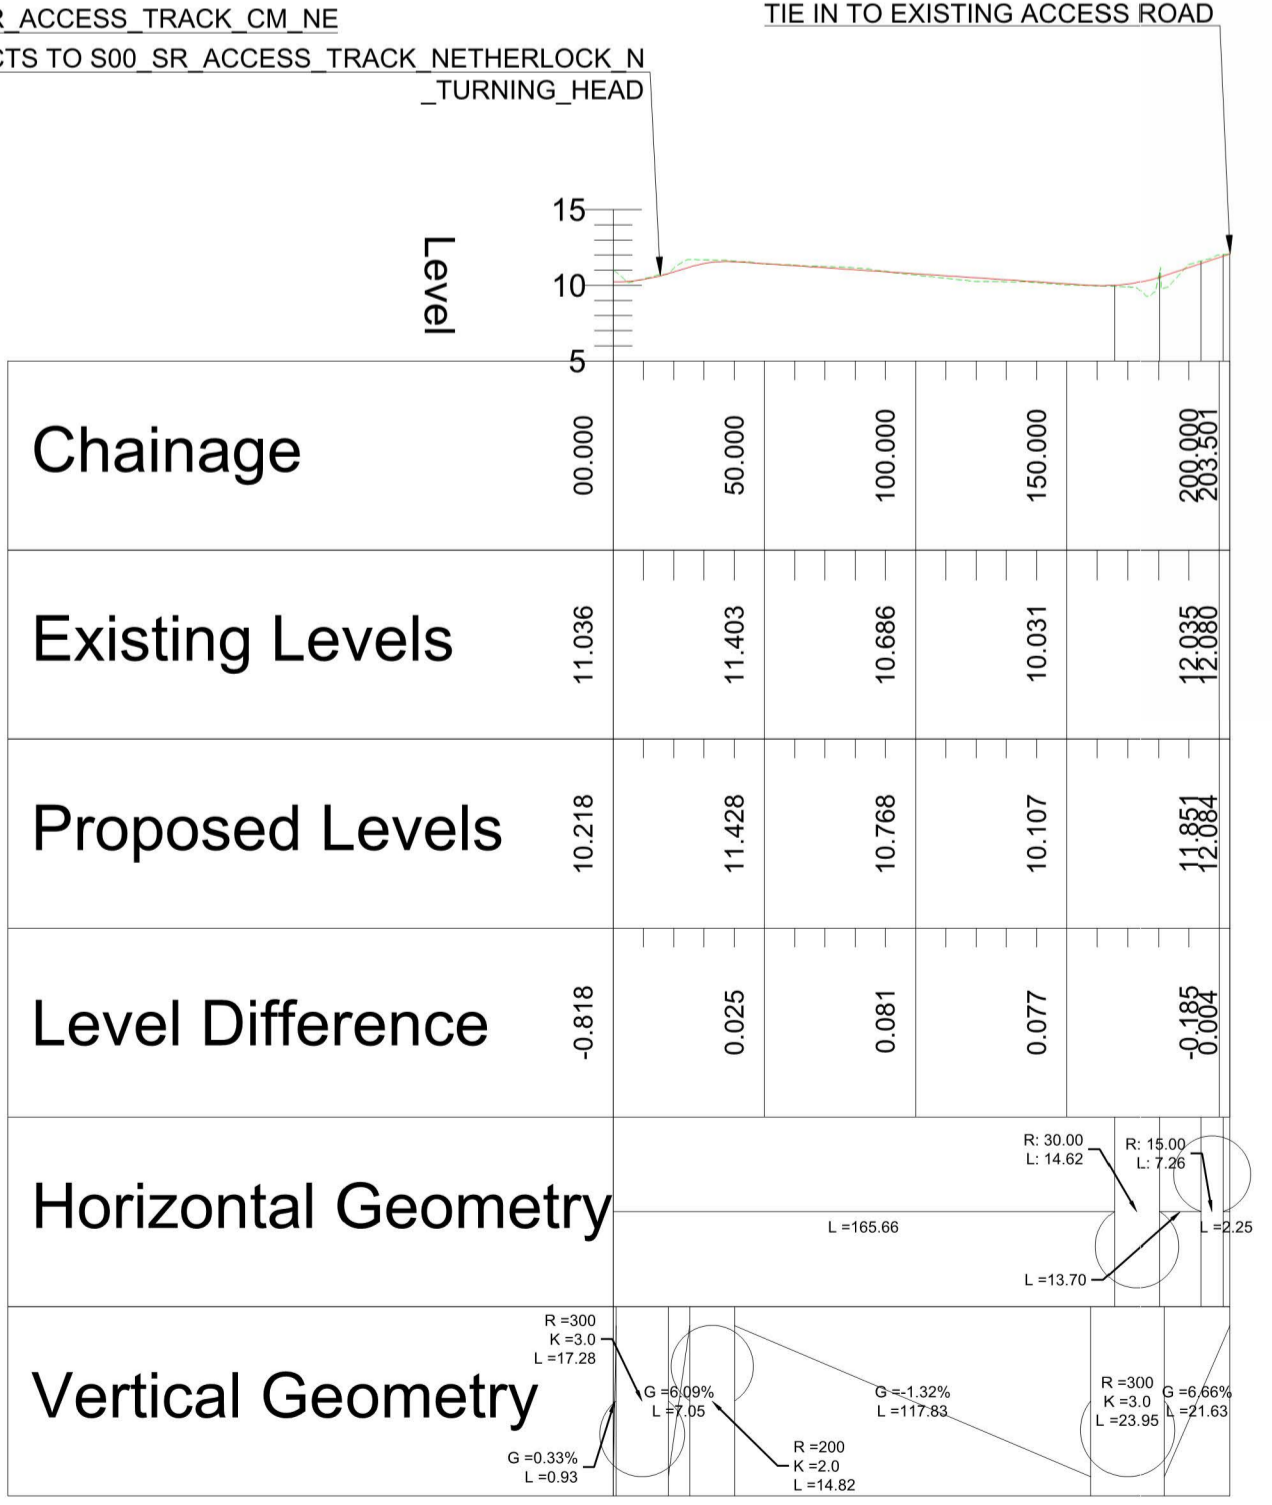 R_ACCESS_TRACK_CM_NE
TIE IN TO EXISTING ACCESS ROAD
CTS TO S00_SR_ACCESS_TRACK_NETHERLOCK_N
_TURNING_HEAD
Level
15
10
5
Chainage
00.000
50.000
100.000
150.000
200.000
203.501
Existing Levels
11.036
11.403
10.686
10.031
12.035
12.080
Proposed Levels
10.218
11.428
10.768
10.107
11.851
12.084
Level Difference
-0.818
0.025
0.081
0.077
-0.185
0.004
Horizontal Geometry
L =165.66
R: 30.00
L: 14.62
L =13.70
R: 15.00
L: 7.26
L =2.25
Vertical Geometry
G =0.33%
L =0.93
R =300
K =3.0
L =17.28
G =6.09%
L =7.05
R =200
K =2.0
L =14.82
G =-1.32%
L =117.83
R =300
K =3.0
L =23.95
G =6.66%
L =21.63